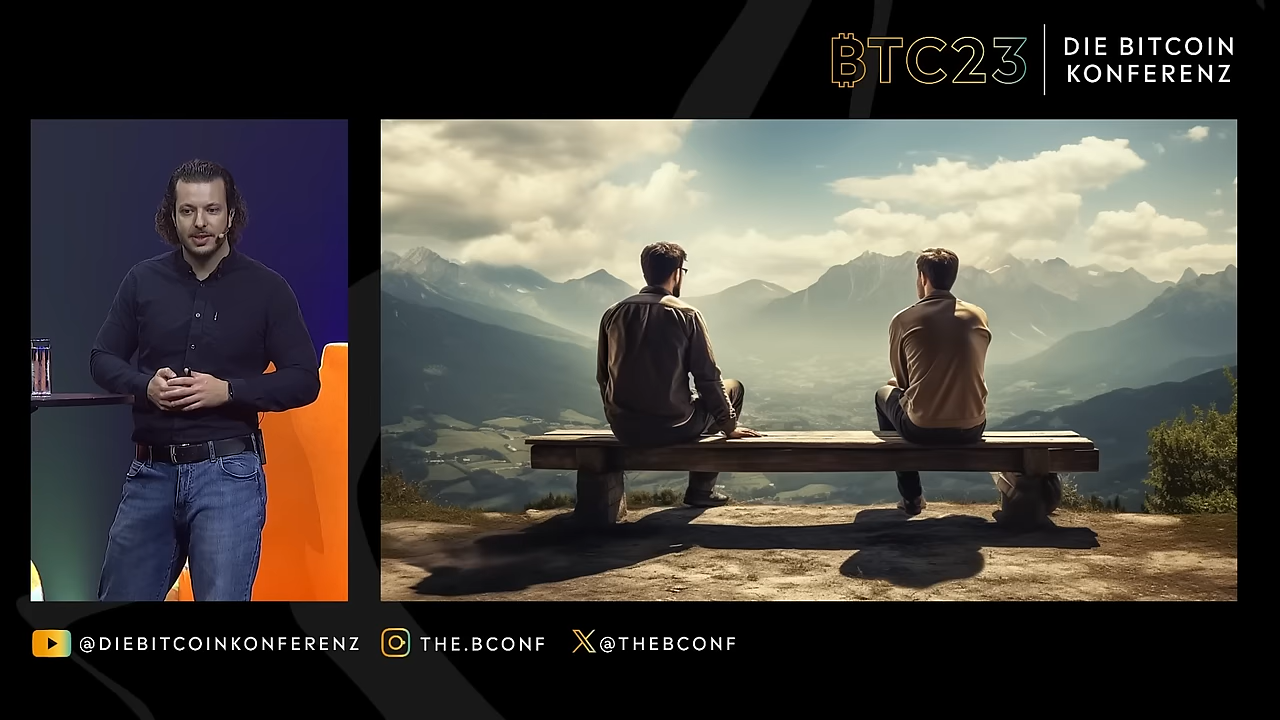 BTC23
DIE BITCOIN
KONFERENZ
@DIEBITCOINKONFERENZ
THE.BCONF
@THEBCONF